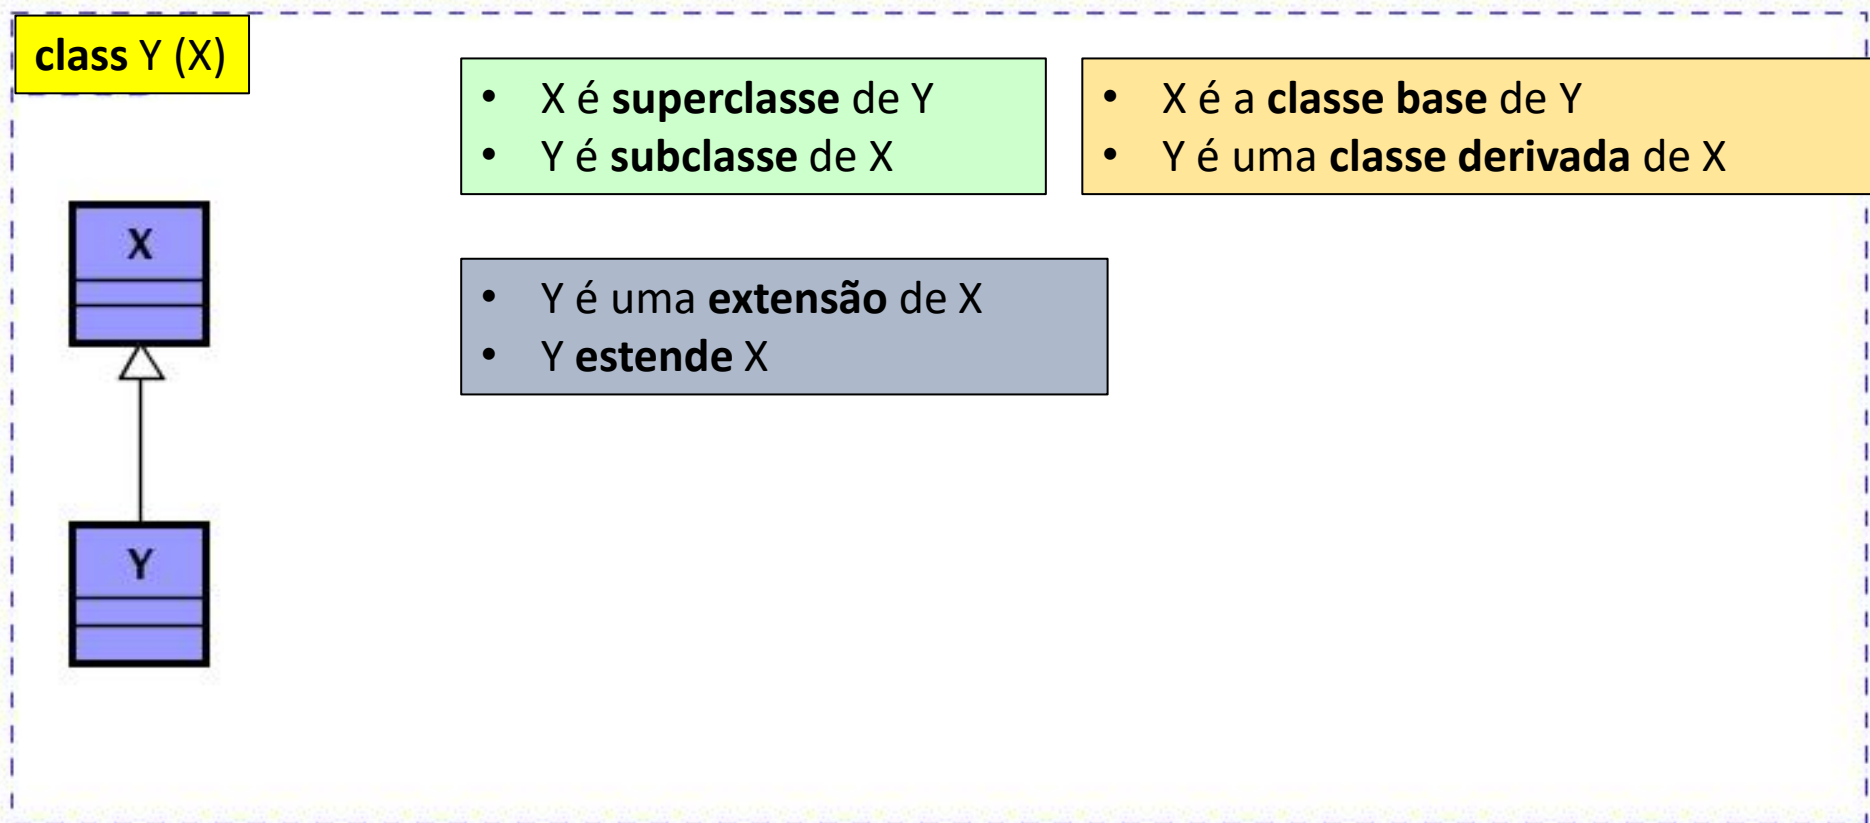 class Y (X)
• X é superclasse de Y
• Y é subclasse de X
• X é a classe base de Y
• Y é uma classe derivada de X
X
• Y é uma extensão de X
• Y estende X
Y